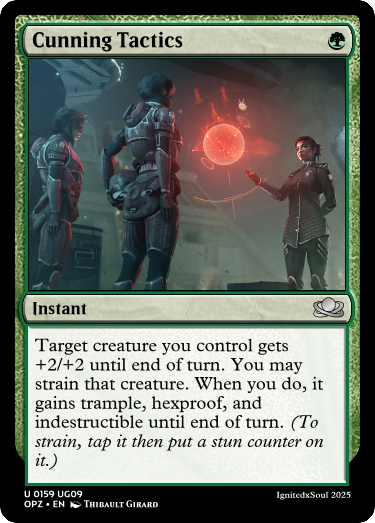 Cunning Tactics
Instant
Target creature you control gets
+2/+2 until end of turn. You may
strain that creature. When you do, it
gains trample, hexproof, and
indestructible until end of turn. (To
strain, tap it then put a stun counter on
it.)
U 0159 UG09
OPZ • EN Thibault Girard
IgnitedxSoul 2025